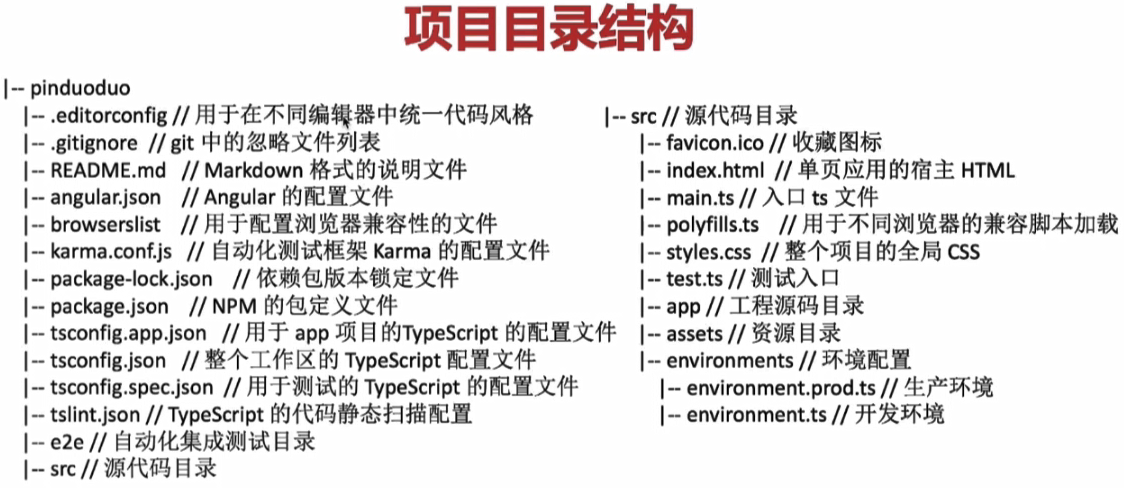 项目目录结构
|-- pinduoduo
|-- .editorconfig // 用于在不同编辑器中统一代码风格
|-- .gitignore // git 中的忽略文件列表
|-- README.md // Markdown 格式的说明文件
|-- angular.json // Angular 的配置文件
|-- browserslist // 用于配置浏览器兼容性的文件
|-- karma.conf.js // 自动化测试框架 Karma 的配置文件
|-- package-lock.json // 依赖包版本锁定文件
|-- package.json // NPM 的包定义文件
|-- tsconfig.app.json // 用于 app 项目的TypeScript 的配置文件
|-- tsconfig.json // 整个工作区的 TypeScript 配置文件
|-- tsconfig.spec.json // 用于测试的 TypeScript 的配置文件
|-- tslint.json // TypeScript 的代码静态扫描配置
|-- e2e // 自动化集成测试目录
|-- src // 源代码目录
|-- src // 源代码目录
|-- favicon.ico // 收藏图标
|-- index.html // 单页应用的宿主 HTML
|-- main.ts // 入口 ts 文件
|-- polyfills.ts // 用于不同浏览器的兼容脚本加载
|-- styles.css // 整个项目的全局 CSS
|-- test.ts // 测试入口
|-- app // 工程源码目录
|-- assets // 资源目录
|-- environments // 环境配置
|-- environment.prod.ts // 生产环境
|-- environment.ts // 开发环境